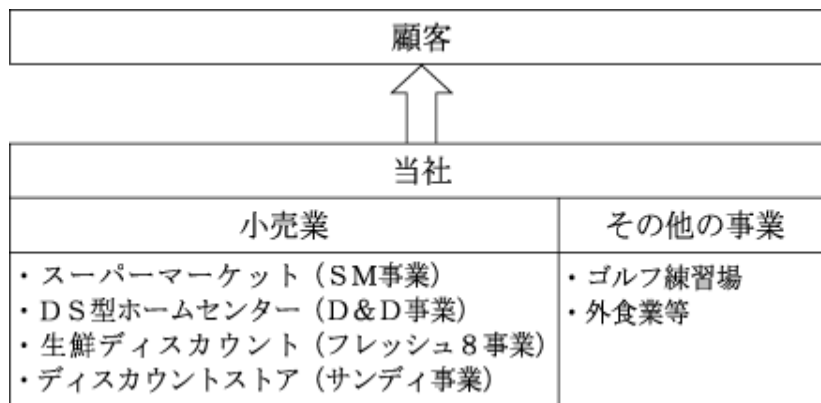 顧客
当社
小売業
その他の事業
・スーパーマーケット（ＳＭ事業）
・ＤＳ型ホームセンター（Ｄ＆Ｄ事業）
・生鮮ディスカウント（フレッシュ８事業）
・ディスカウントストア（サンディ事業）
・ゴルフ練習場
・外食業等